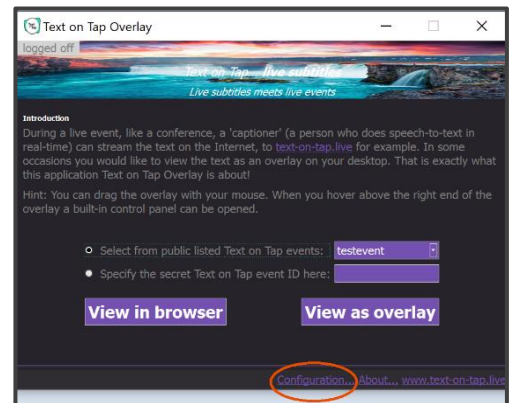 Text on Tap Overlay
logged off
Text on Tap... live subtitles
Live subtitles meets live events
Introduction
During a live event, like a conference, a 'captioner' (a person who does speech-to-text in
real-time) can stream the text on the Internet, to text-on-tap.live for example. In some
occasions you would like to view the text as an overlay on your desktop. That is exactly what
this application Text on Tap Overlay is about!
Hint: You can drag the overlay with your mouse. When you hover above the right end of the
overlay a built-in control panel can be opened.
Select from public listed Text on Tap events: testevent
Specify the secret Text on Tap event ID here:
View in browser View as overlay
Configuration... About... www.text-on-tap.live